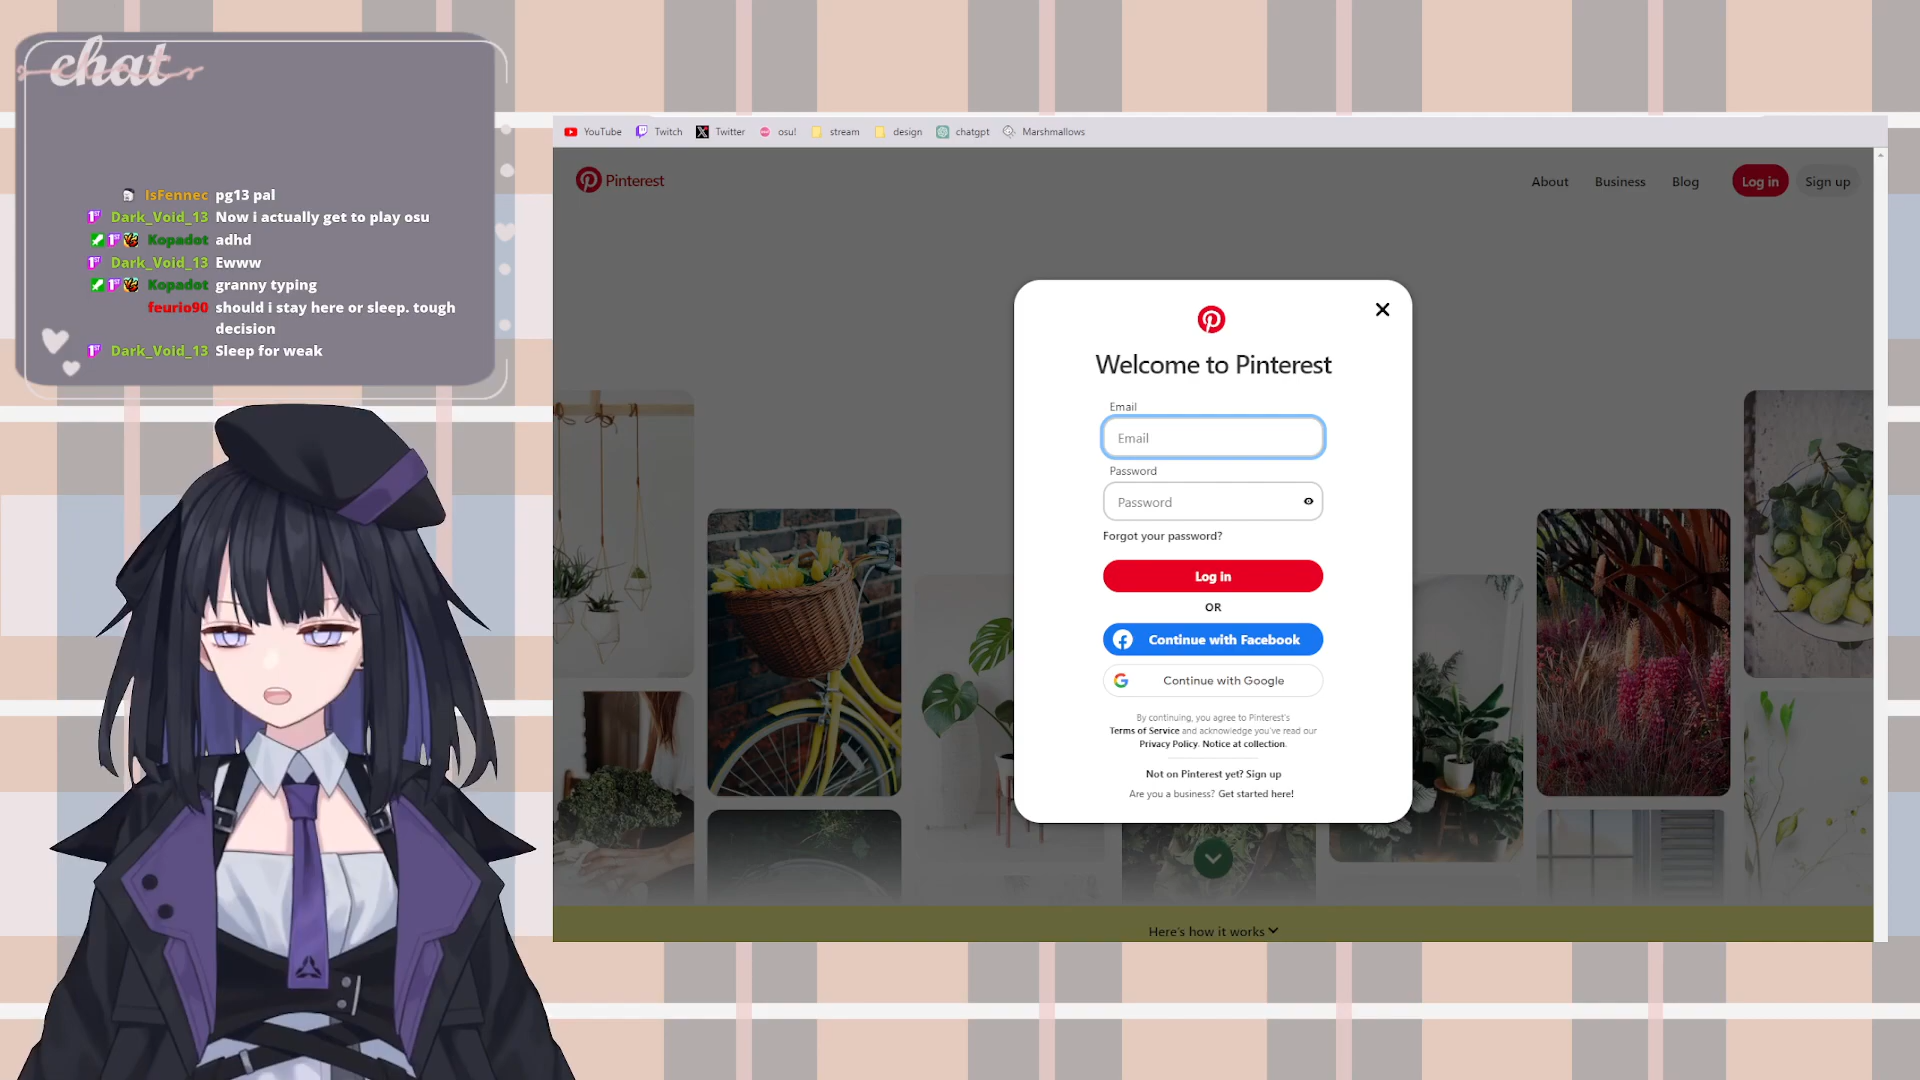 chat
IsFennec pg13 pal
Dark_Void_13 Now i actually get to play osu
Kopadot adhd
Dark_Void_13 Ewww
Kopadot granny typing
feurio90 should i stay here or sleep. tough
decision
Dark_Void_13 Sleep for weak
YouTube Twitch Twitter osu! stream design chatgpt Marshmallows
Pinterest About Business Blog Log in Sign up
Welcome to Pinterest
Email
Email
Password
Password
Forgot your password?
Log in
OR
Continue with Facebook
Continue with Google
By continuing, you agree to Pinterest's
Terms of Service and acknowledge you've read our
Privacy Policy. Notice at collection.
Not on Pinterest yet? Sign up
Are you a business? Get started here!
Here's how it works